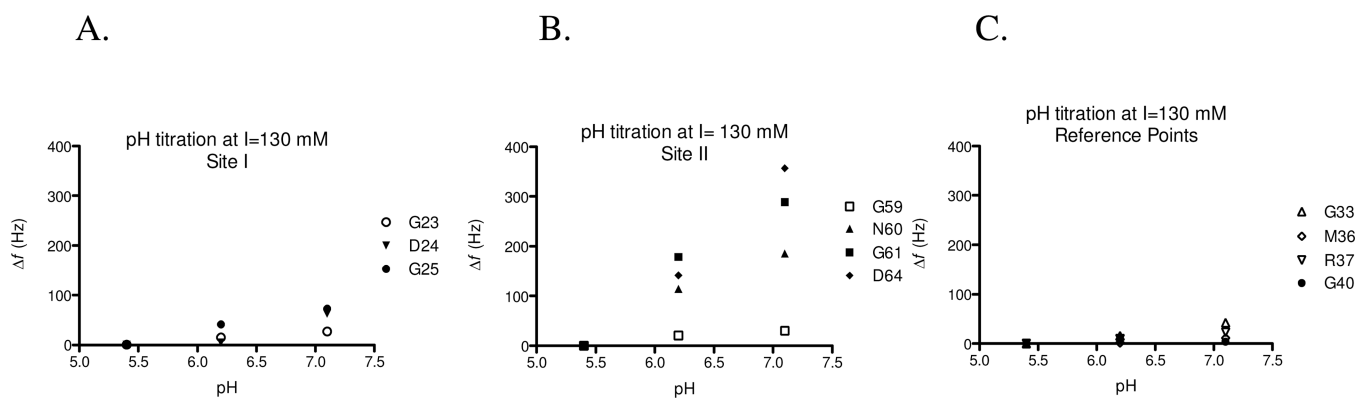 A.
pH titration at I=130 mM
Site I
400
300
200
100
0
5.0 5.5 6.0 6.5 7.0 7.5
Δf (Hz)
pH
G23
D24
G25
B.
pH titration at I= 130 mM
Site II
400
300
200
100
0
5.0 5.5 6.0 6.5 7.0 7.5
Δf (Hz)
pH
G59
N60
G61
D64
C.
pH titration at I=130 mM
Reference Points
400
300
200
100
0
5.0 5.5 6.0 6.5 7.0 7.5
Δf (Hz)
pH
G33
M36
R37
G40